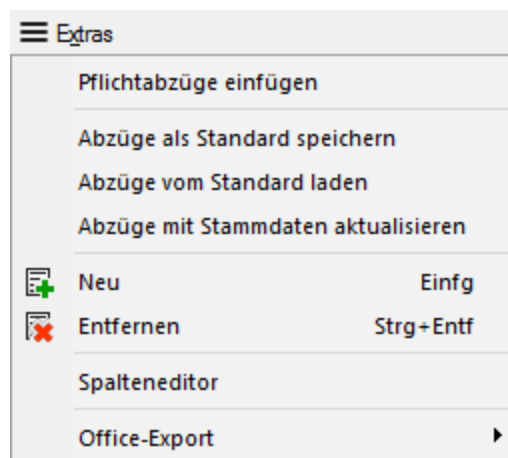 Extras
Pflichtabzüge einfügen
Abzüge als Standard speichern
Abzüge vom Standard laden
Abzüge mit Stammdaten aktualisieren
Neu Einfg
Entfernen Strg+Entf
Spalteneditor
Office-Export